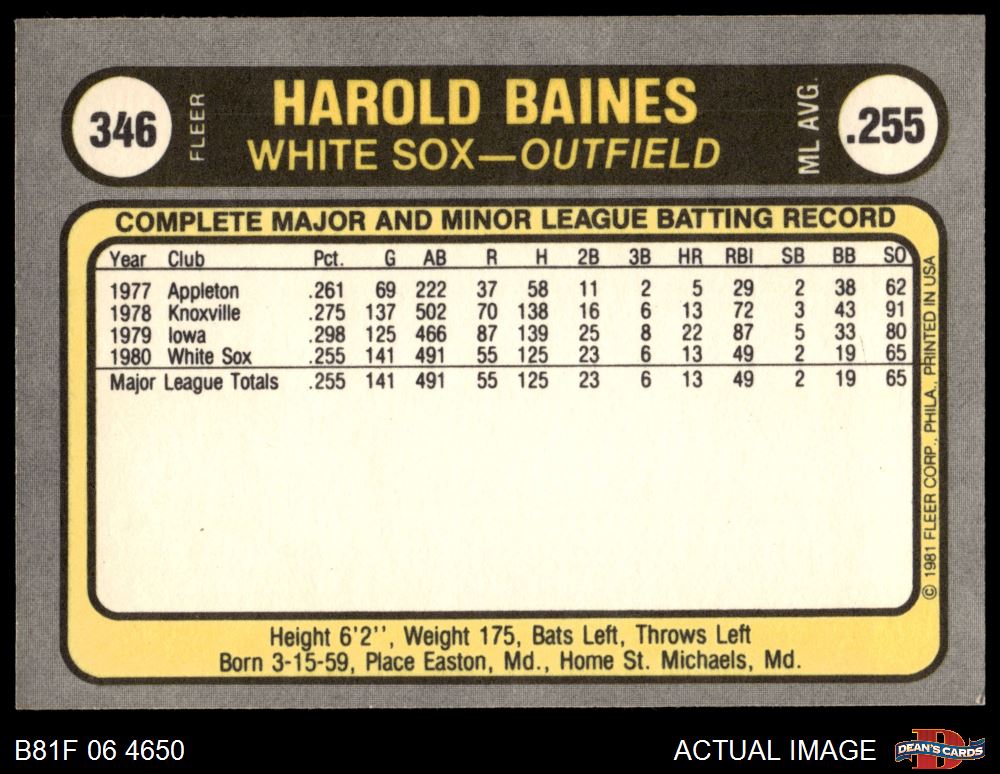 346
FLEER
HAROLD BAINES
WHITE SOX—OUTFIELD
ML AVG.
.255
COMPLETE MAJOR AND MINOR LEAGUE BATTING RECORD
Year Club Pct. G AB R H 2B 3B HR RBI SB BB SO
1977 Appleton .261 69 222 37 58 11 2 5 29 2 38 62
1978 Knoxville .275 137 502 70 138 16 6 13 72 3 43 91
1979 Iowa .298 125 466 87 139 25 8 22 87 5 33 80
1980 White Sox .255 141 491 55 125 23 6 13 49 2 19 65
Major League Totals .255 141 491 55 125 23 6 13 49 2 19 65
© 1981 FLEER CORP., PHILA., PRINTED IN USA
Height 6'2'', Weight 175, Bats Left, Throws Left
Born 3-15-59, Place Easton, Md., Home St. Michaels, Md.
B81F 06 4650
ACTUAL IMAGE
D
DEAN'S CARDS